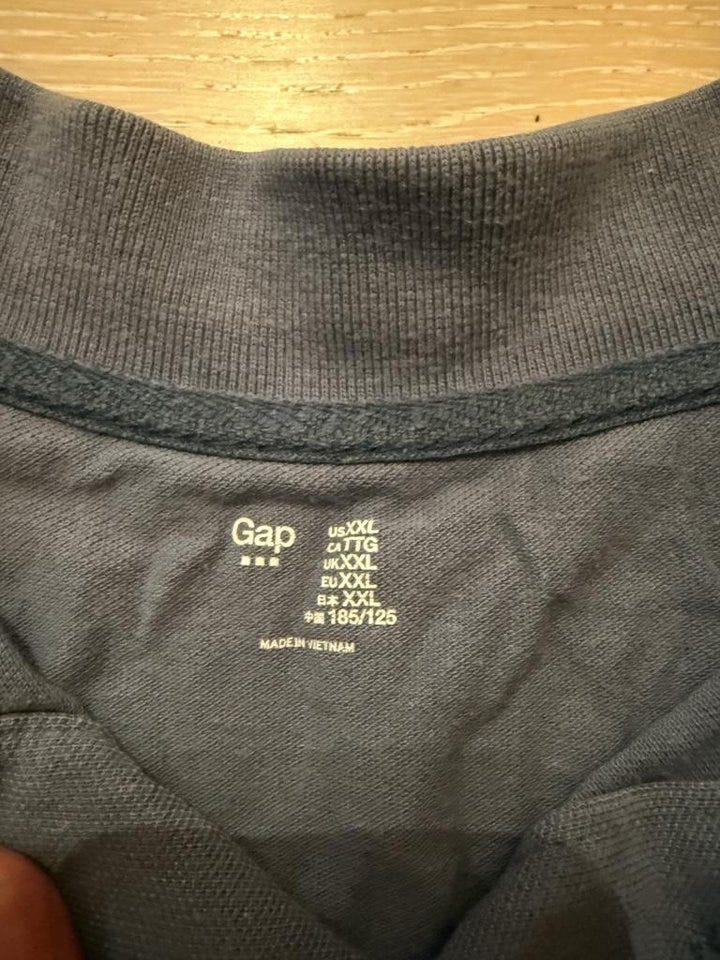 Gap
US XXL
CA TTG
UK XXL
EU XXL
日本 XXL
中国 185/125
MADE IN VIETNAM